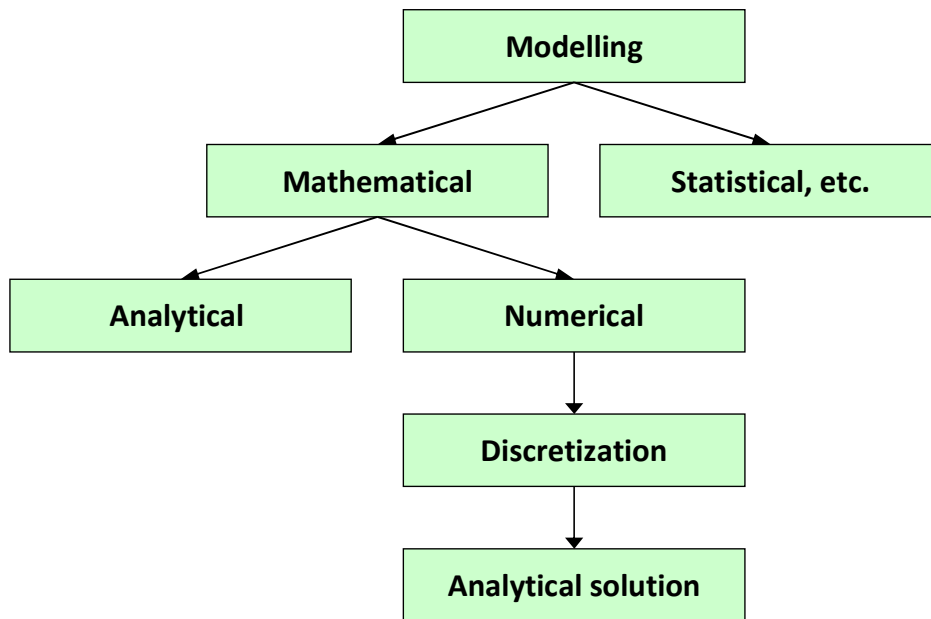 Modelling
Mathematical
Statistical, etc.
Analytical
Numerical
Discretization
Analytical solution